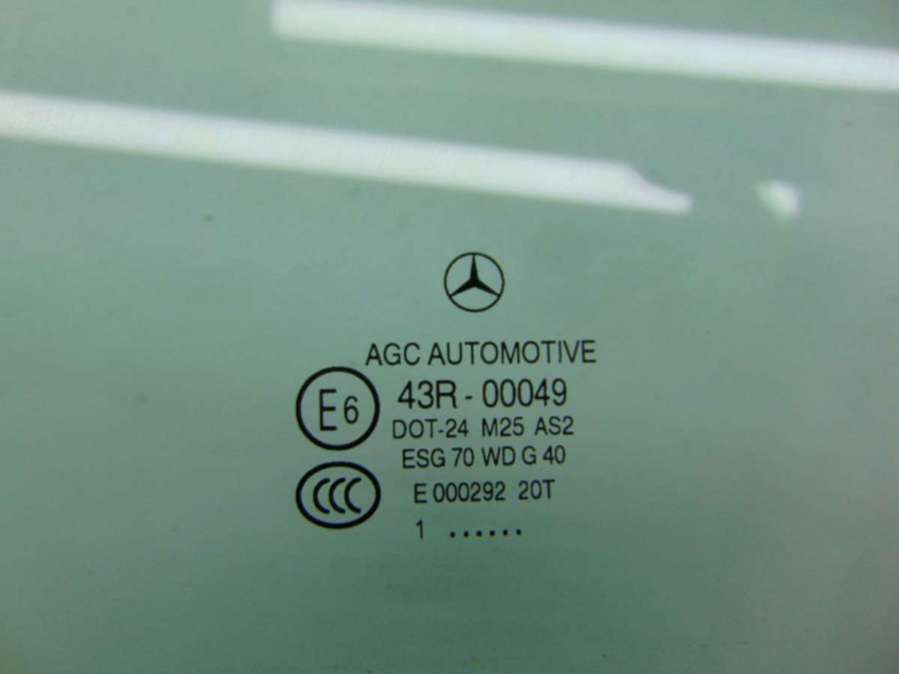 AGC AUTOMOTIVE
E6
43R - 00049
DOT-24 M25 AS2
ESG 70 WD G 40
CCC
E 000292 20T
1 ......